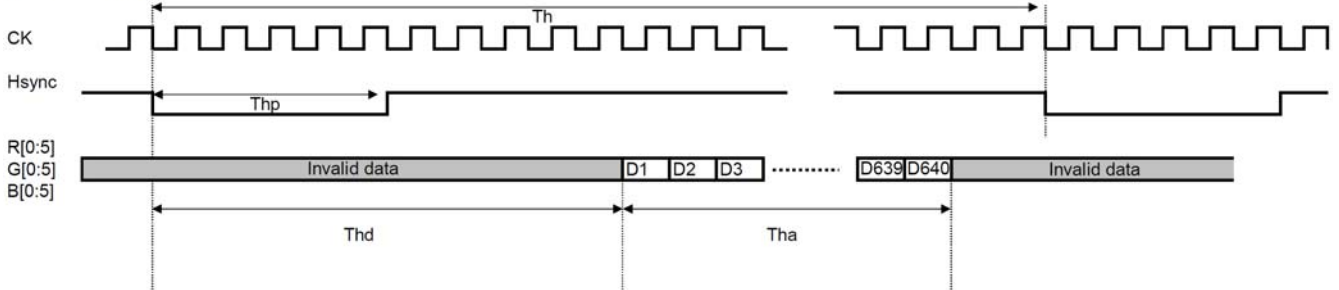 Th
CK
Hsync
Thp
R[0:5]
G[0:5]
B[0:5]
Invalid data D1 D2 D3 D639 D640 Invalid data
Thd Tha